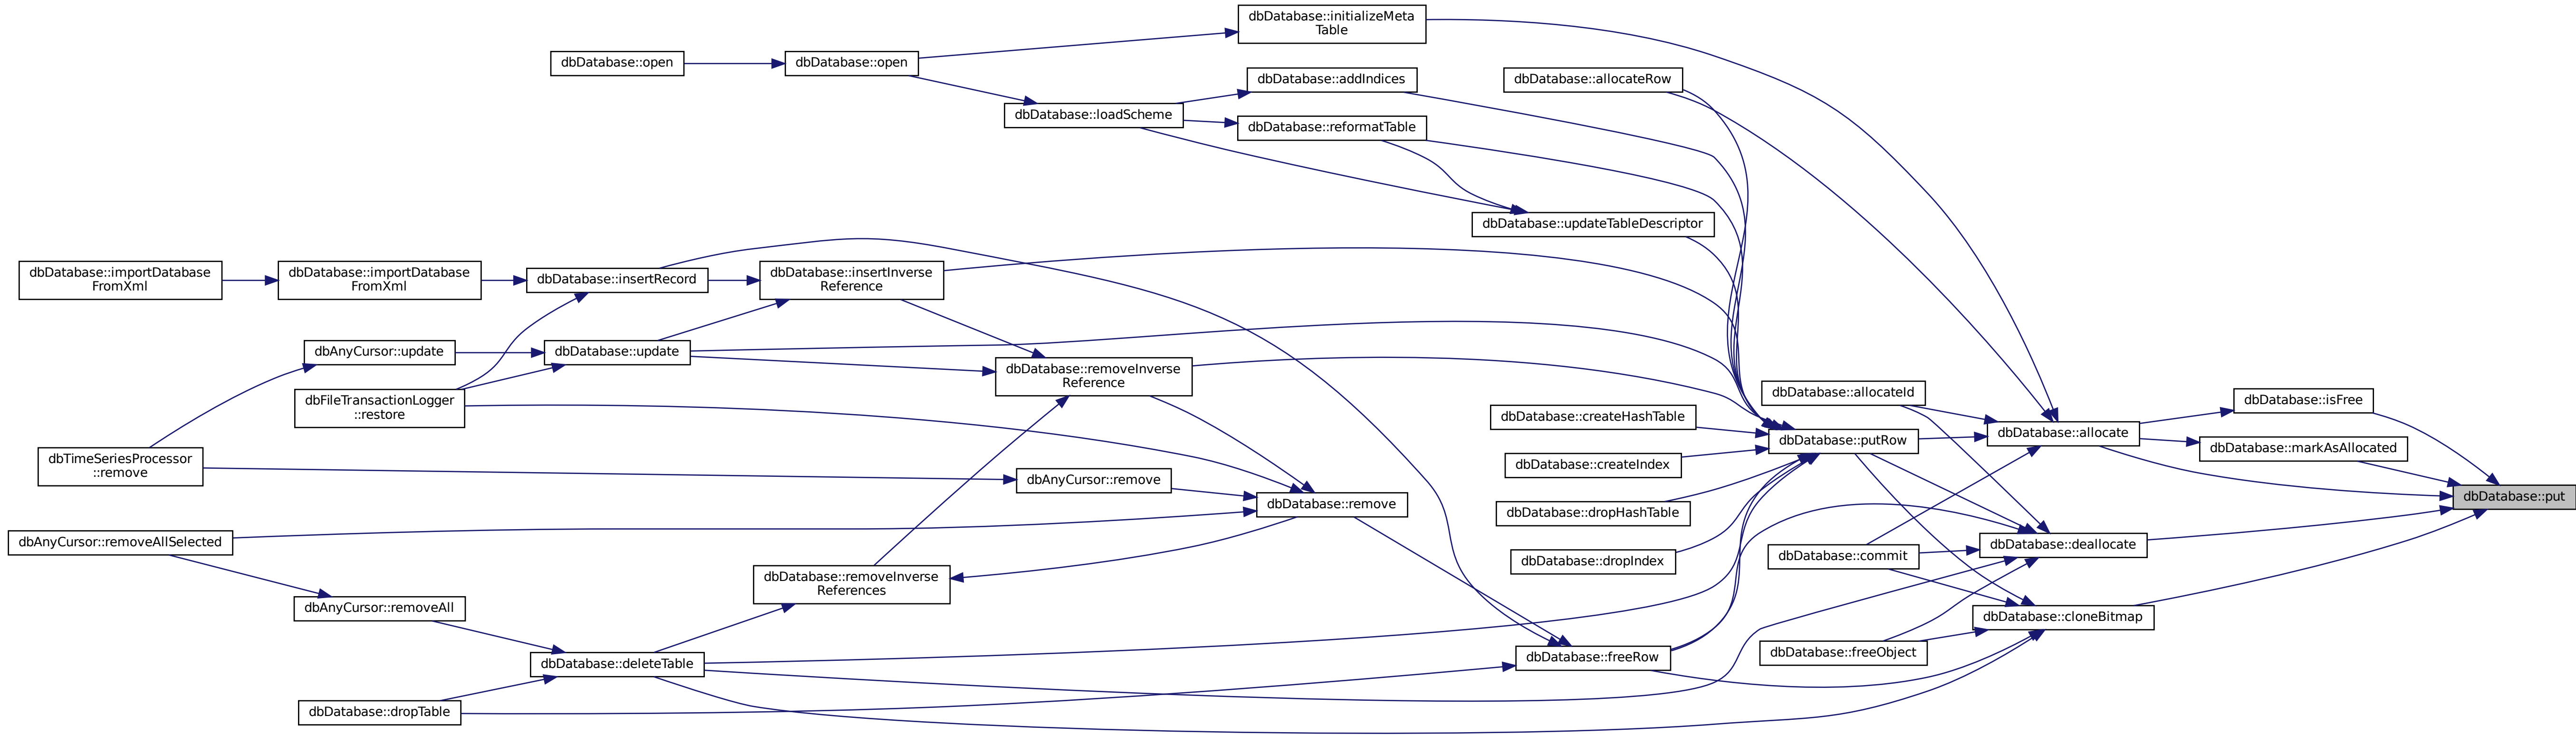 dbDatabase::initializeMeta
Table
dbDatabase::open
dbDatabase::open
dbDatabase::addIndices
dbDatabase::allocateRow
dbDatabase::loadScheme
dbDatabase::reformatTable
dbDatabase::updateTableDescriptor
dbDatabase::importDatabase
FromXml
dbDatabase::importDatabase
FromXml
dbDatabase::insertRecord
dbDatabase::insertInverse
Reference
dbAnyCursor::update
dbDatabase::update
dbDatabase::removeInverse
Reference
dbFileTransactionLogger
::restore
dbDatabase::allocateId
dbDatabase::isFree
dbDatabase::createHashTable
dbDatabase::putRow
dbDatabase::allocate
dbDatabase::markAsAllocated
dbTimeSeriesProcessor
::remove
dbDatabase::createIndex
dbAnyCursor::remove
dbDatabase::remove
dbDatabase::put
dbDatabase::dropHashTable
dbAnyCursor::removeAllSelected
dbDatabase::deallocate
dbDatabase::commit
dbDatabase::dropIndex
dbDatabase::removeInverse
References
dbAnyCursor::removeAll
dbDatabase::cloneBitmap
dbDatabase::freeObject
dbDatabase::freeRow
dbDatabase::deleteTable
dbDatabase::dropTable